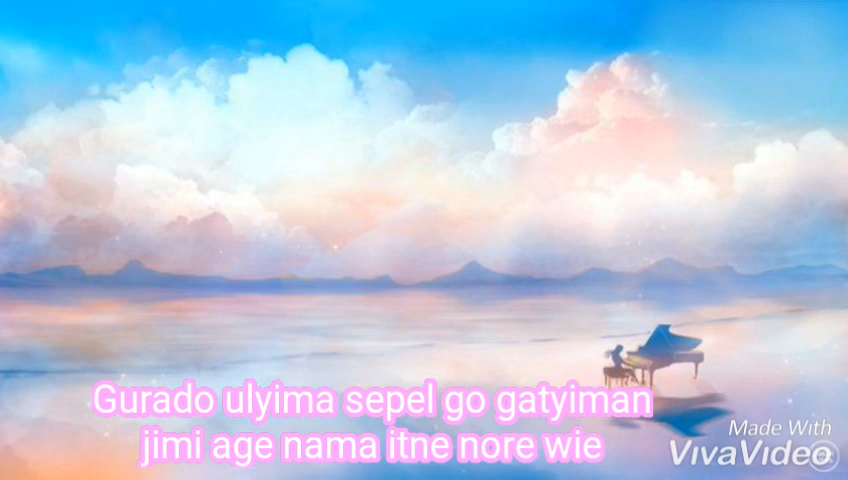 Gurado ulyima sepel go gatyiman
jimi age nama itne nore wie
Made With
VivaVideo